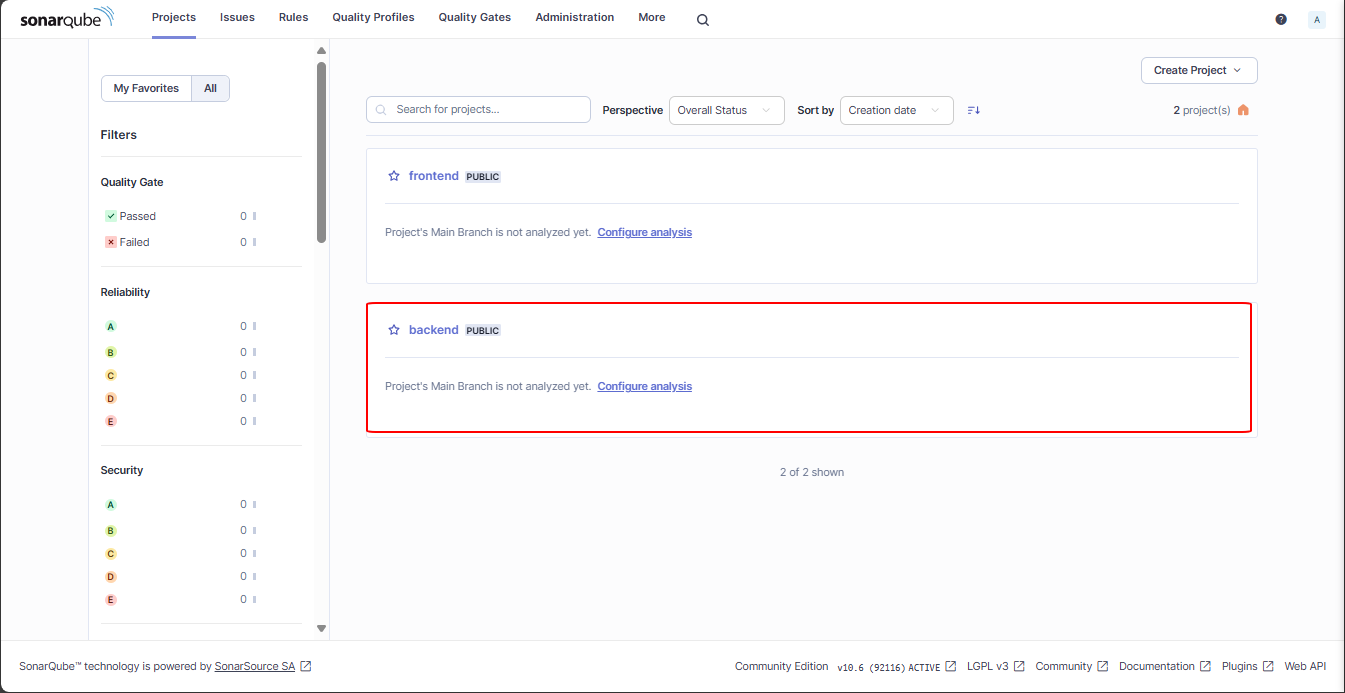 sonarqube Projects Issues Rules Quality Profiles Quality Gates Administration More ? A
My Favorites All
Filters
Quality Gate
Passed 0
Failed 0
Reliability
A 0
B 0
C 0
D 0
E 0
Security
A 0
B 0
C 0
D 0
E 0
Create Project
Search for projects... Perspective Overall Status Sort by Creation date 2 project(s)
frontend PUBLIC
Project's Main Branch is not analyzed yet. Configure analysis
backend PUBLIC
Project's Main Branch is not analyzed yet. Configure analysis
2 of 2 shown
SonarQube™ technology is powered by SonarSource SA Community Edition v10.6 (92116) ACTIVE LGPL v3 Community Documentation Plugins Web API